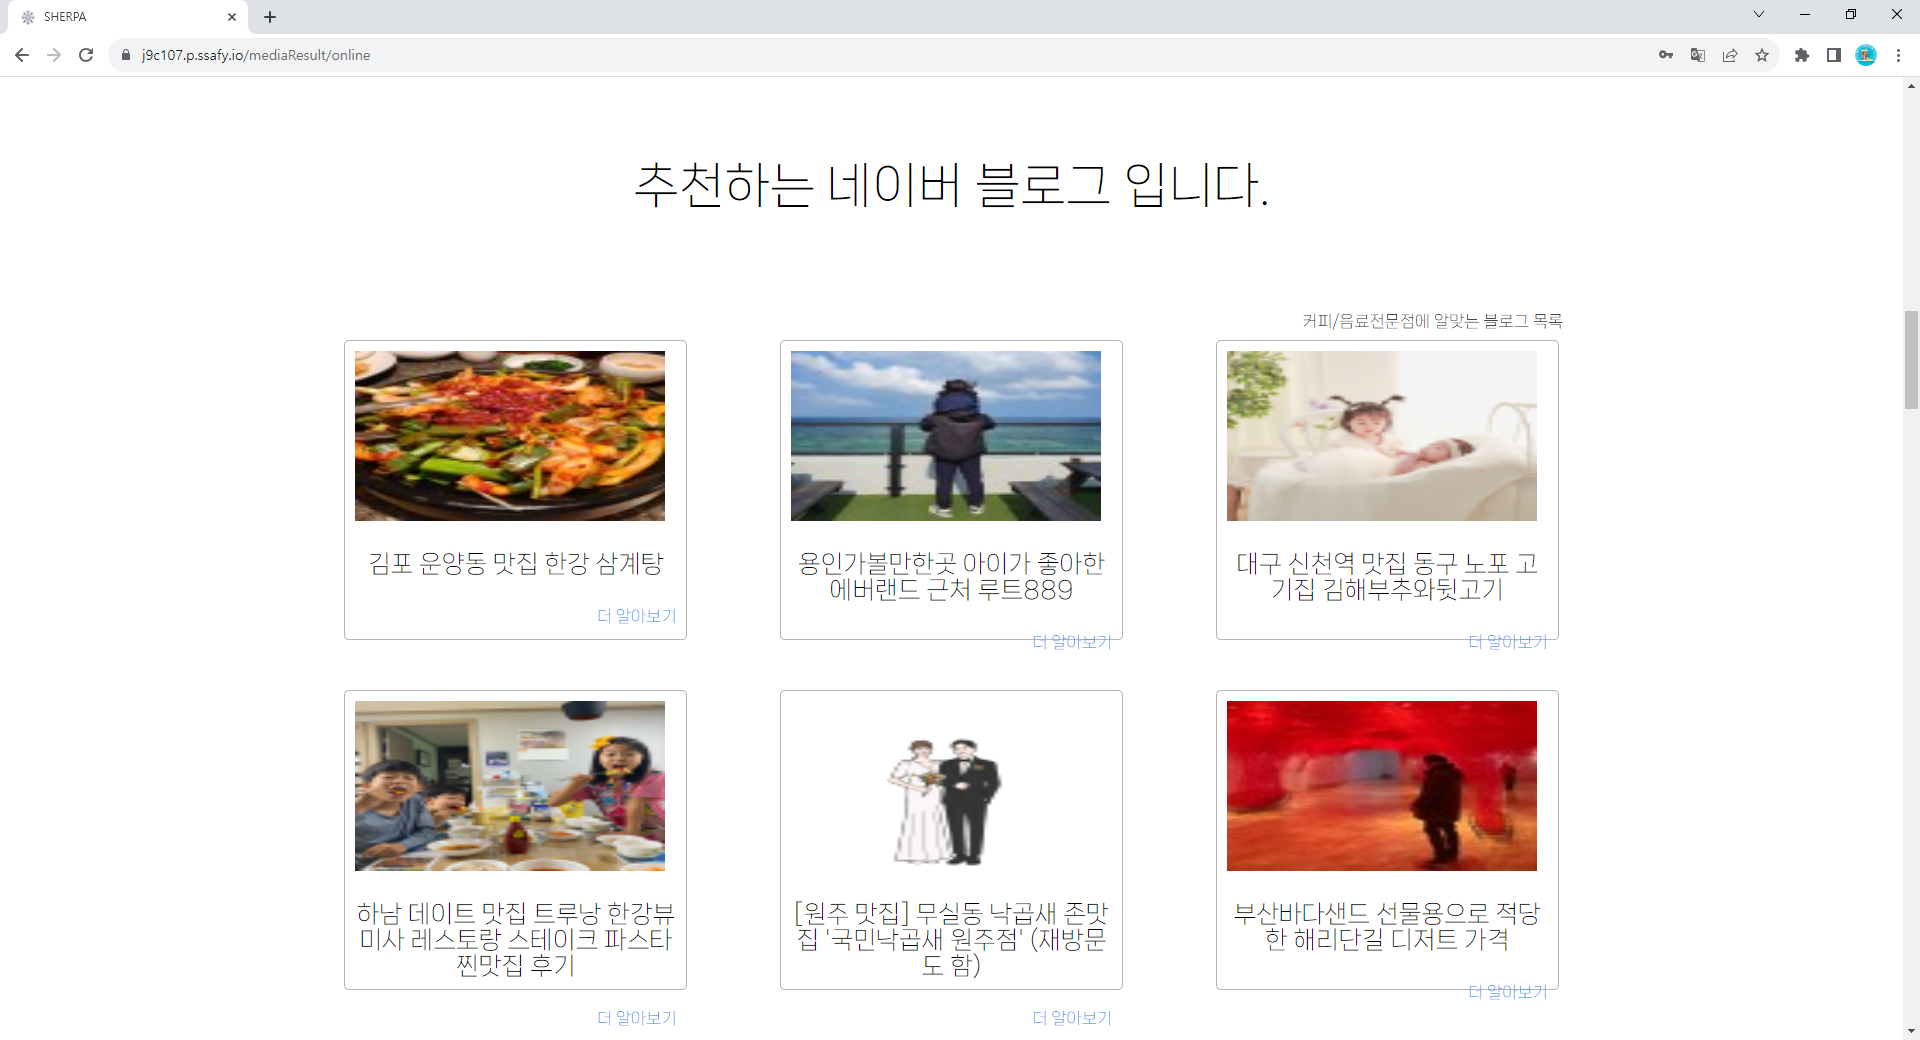 SHERPA
j9c107.p.ssafy.io/mediaResult/online
추천하는 네이버 블로그 입니다.
커피/음료전문점에 알맞는 블로그 목록
김포 운양동 맛집 한강 삼계탕
더 알아보기
용인가볼만한곳 아이가 좋아한
에버랜드 근처 루트889
더 알아보기
대구 신천역 맛집 동구 노포 고
기집 김해부추와뒷고기
더 알아보기
하남 데이트 맛집 트루낭 한강뷰
미사 레스토랑 스테이크 파스타
찐맛집 후기
더 알아보기
[원주 맛집] 무실동 낙곱새 존맛
집 '국민낙곱새 원주점' (재방문
도 함)
더 알아보기
부산바다샌드 선물용으로 적당
한 해리단길 디저트 가격
더 알아보기